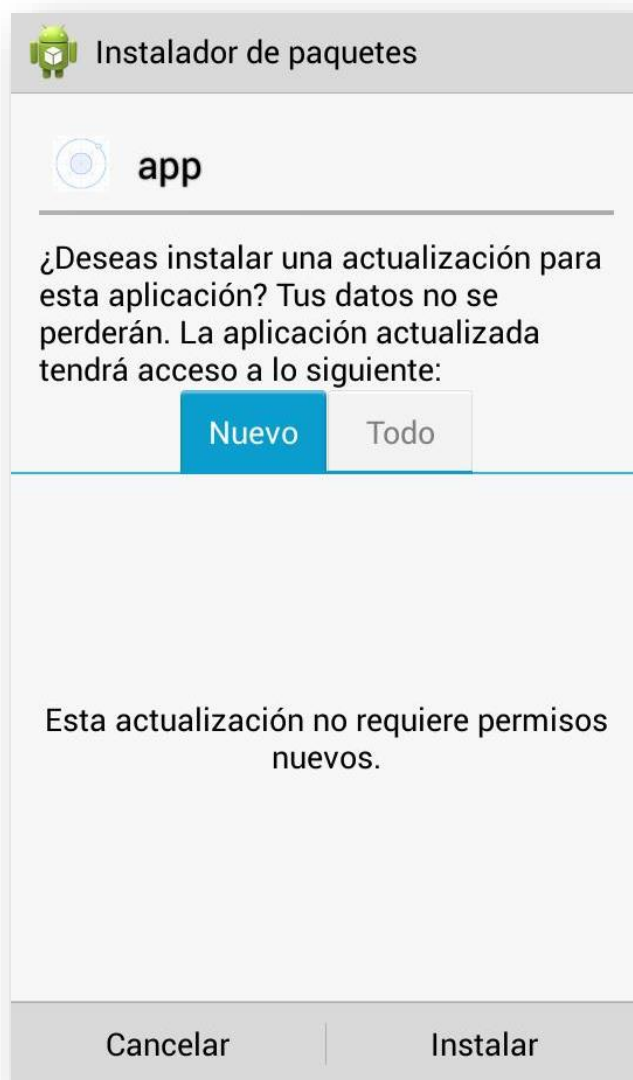 Instalador de paquetes
app
¿Deseas instalar una actualización para
esta aplicación? Tus datos no se
perderán. La aplicación actualizada
tendrá acceso a lo siguiente:
Nuevo Todo
Esta actualización no requiere permisos
nuevos.
Cancelar Instalar